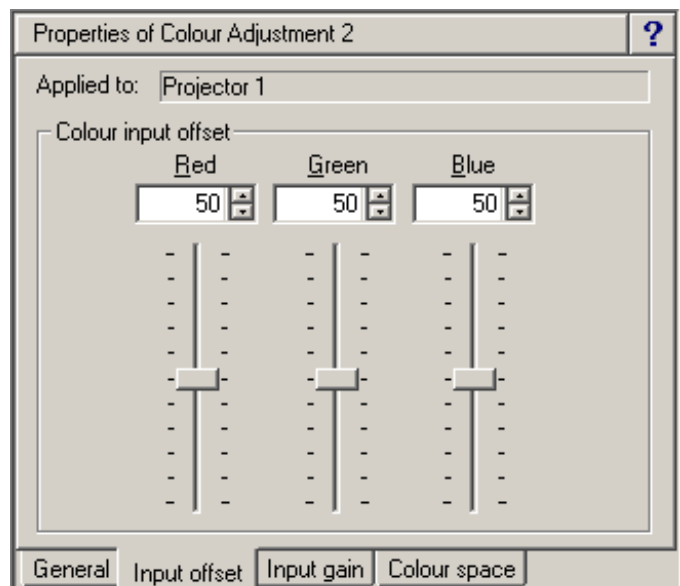 Properties of Colour Adjustment 2 ?
Applied to: Projector 1
Colour input offset
Red Green Blue
50 50 50
General Input offset Input gain Colour space